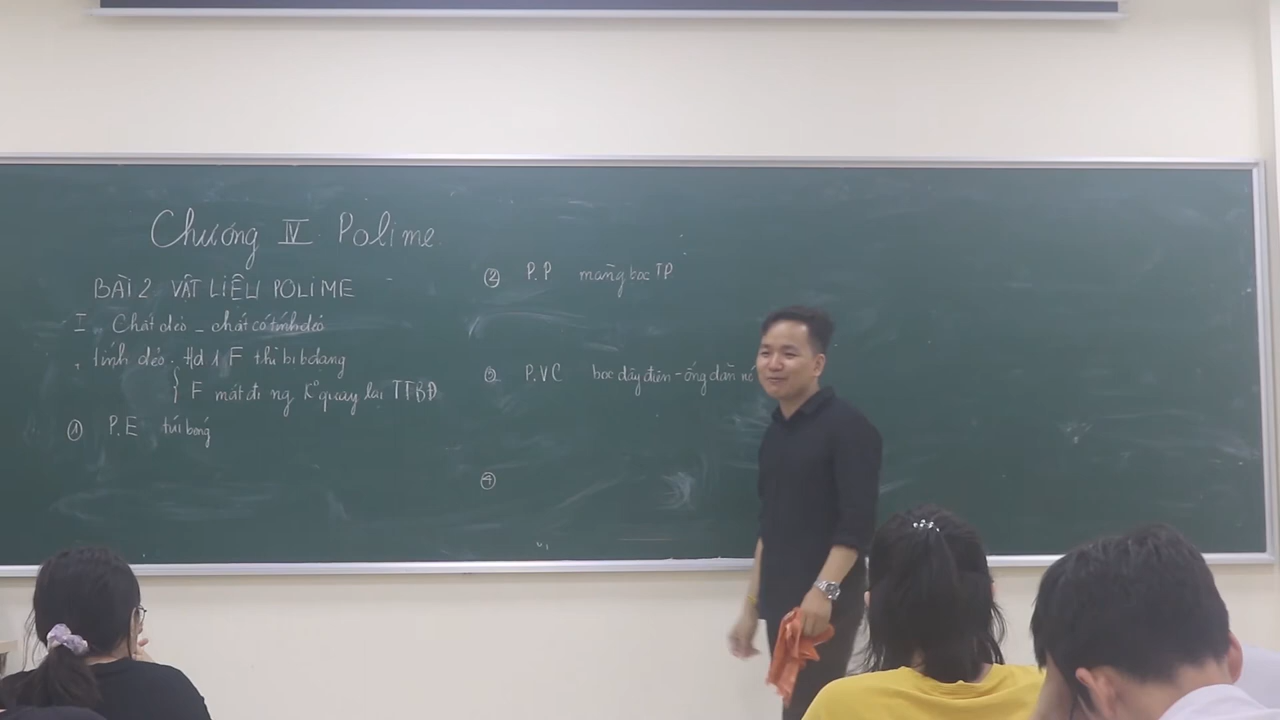 Chương IV Polime
BÀI 2 VẬT LIỆU POLIME
I Chất dẻo - chất có tính dẻo
, tính dẻo: td 1 F thì bị bdạng
F mất đi ng kº quay lại TTBĐ
① P.E túi bóng
② P.P màng bọc TP
③ P.VC bọc dây điện - ống dẫn
④